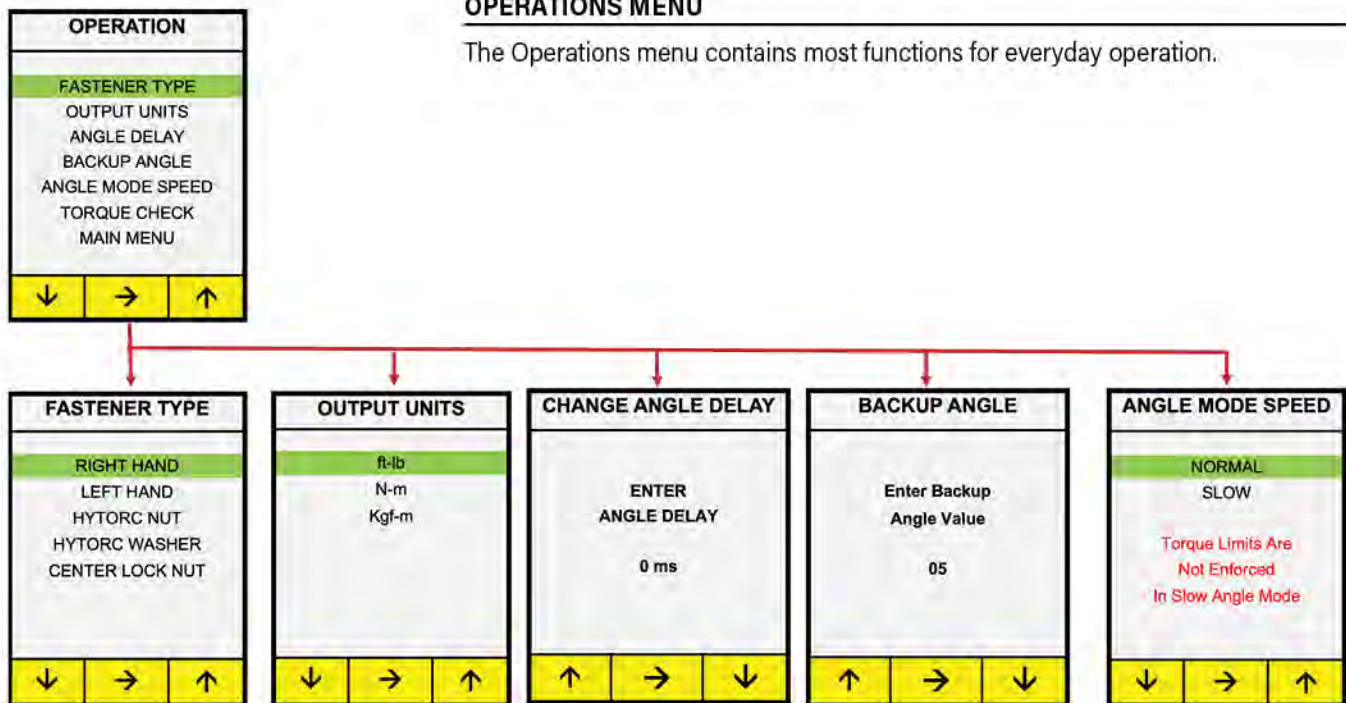 OPERATIONS MENU
The Operations menu contains most functions for everyday operation.
OPERATION
FASTENER TYPE
OUTPUT UNITS
ANGLE DELAY
BACKUP ANGLE
ANGLE MODE SPEED
TORQUE CHECK
MAIN MENU
↓ → ↑
FASTENER TYPE
RIGHT HAND
LEFT HAND
HYTORC NUT
HYTORC WASHER
CENTER LOCK NUT
↓ → ↑
OUTPUT UNITS
ft-lb
N-m
Kgf-m
↓ → ↑
CHANGE ANGLE DELAY
ENTER
ANGLE DELAY
0 ms
↑ → ↓
BACKUP ANGLE
Enter Backup
Angle Value
05
↑ → ↓
ANGLE MODE SPEED
NORMAL
SLOW
Torque Limits Are
Not Enforced
In Slow Angle Mode
↓ → ↑